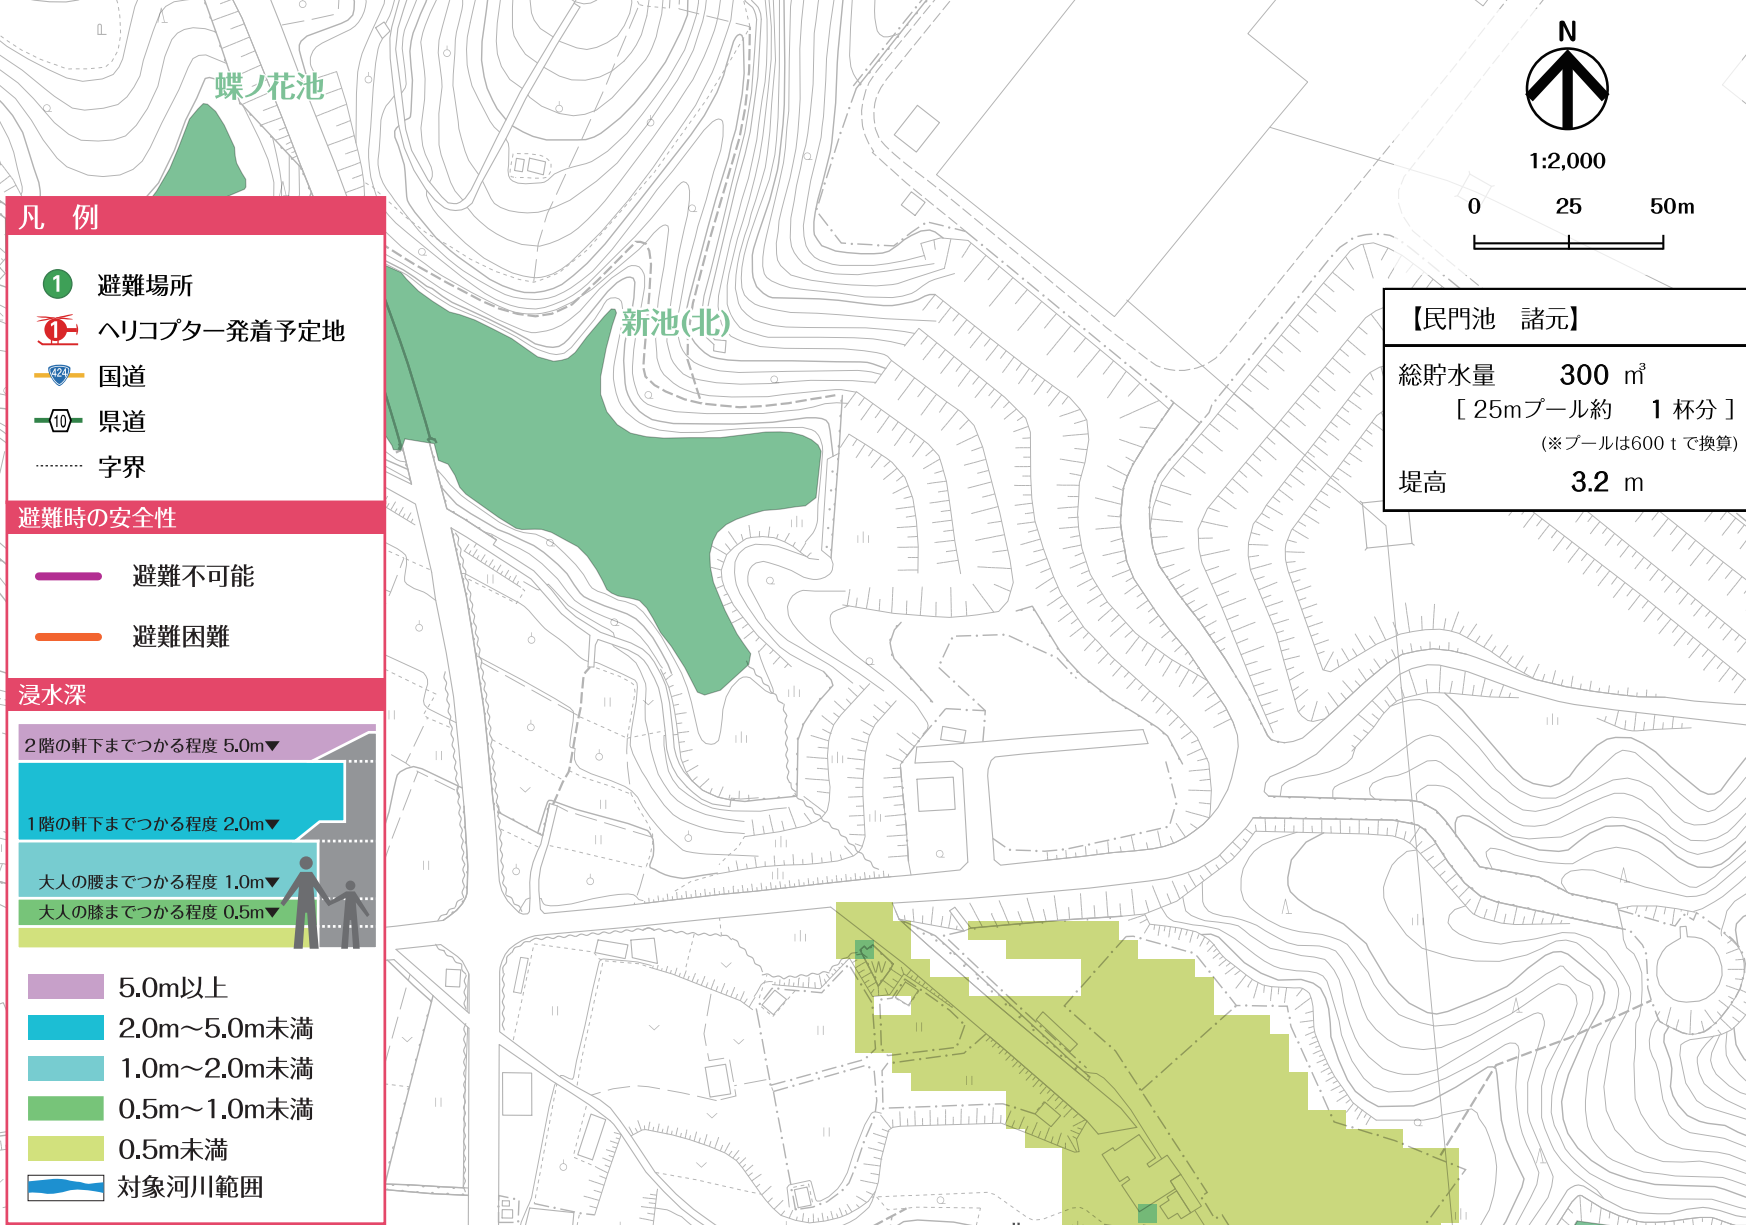 蝶ノ花池
新池(北)
N
1:2,000
0 25 50m
【民門池 諸元】
総貯水量 300 ㎥
[ 25mプール約 1 杯分 ]
(※プールは600ｔで換算)
堤高 3.2 m
凡 例
1 避難場所
1 ヘリコプター発着予定地
424 国道
10 県道
字界
避難時の安全性
避難不可能
避難困難
浸水深
2階の軒下までつかる程度 5.0m▼
1階の軒下までつかる程度 2.0m▼
大人の腰までつかる程度 1.0m▼
大人の膝までつかる程度 0.5m▼
5.0m以上
2.0m～5.0m未満
1.0m～2.0m未満
0.5m～1.0m未満
0.5m未満
対象河川範囲